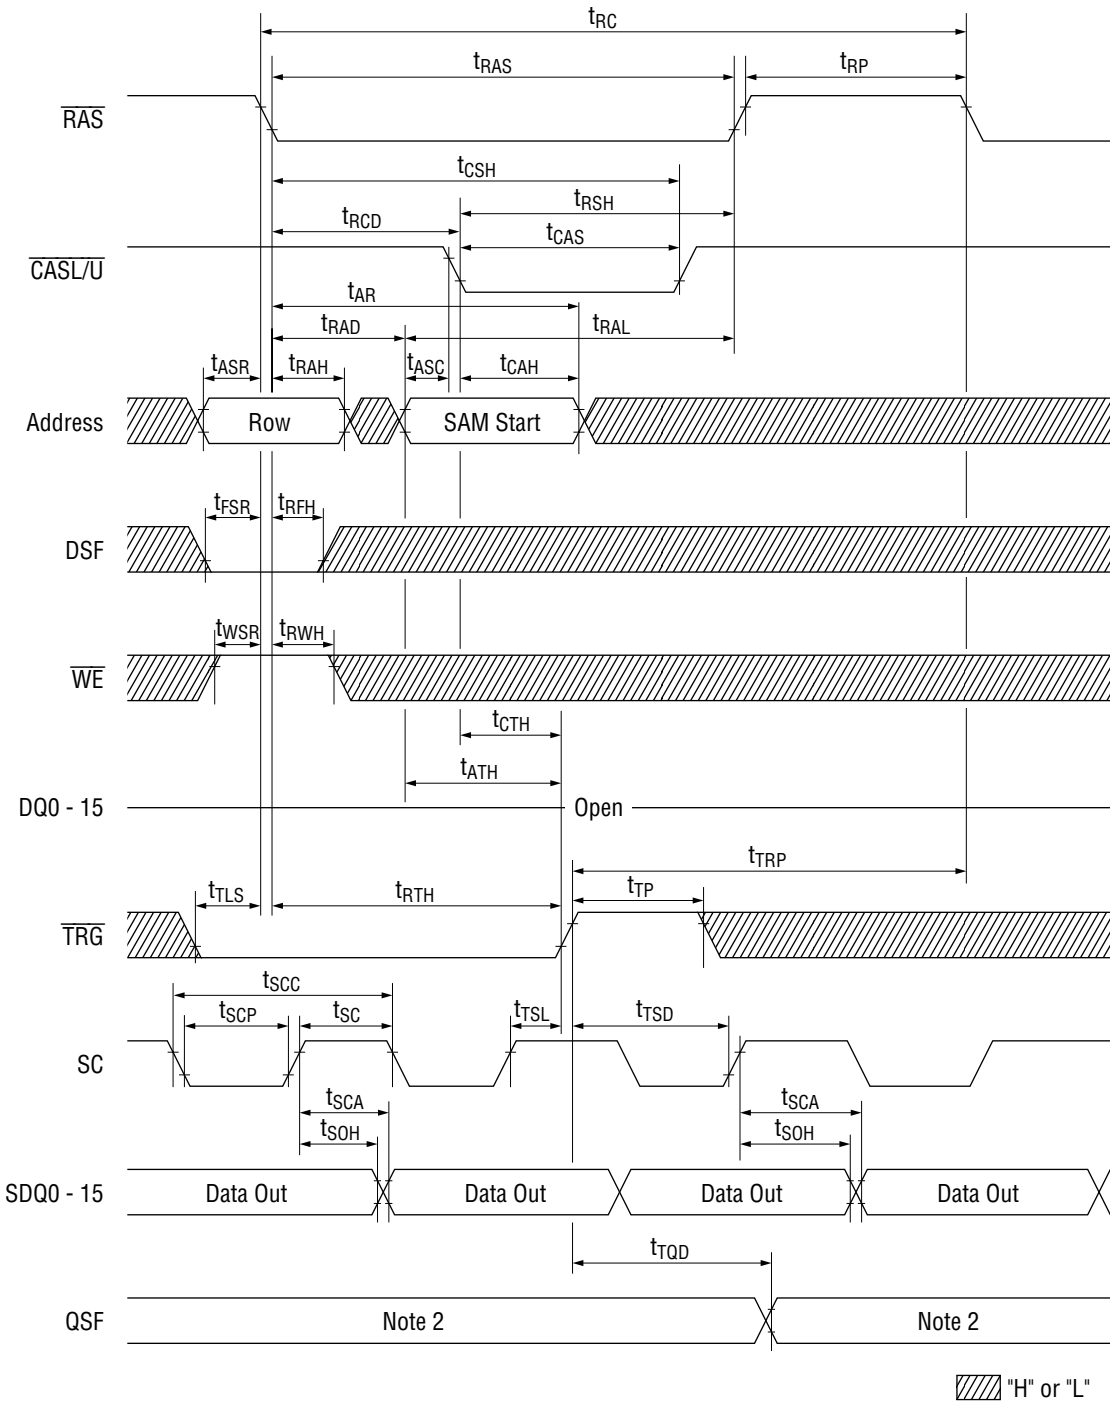 tRC
tRAS
tRP
RAS
tCSH
tRSH
tRCD
tCAS
CASL/U
tAR
tRAD
tRAL
tASR
tRAH
tASC
tCAH
Address
Row
SAM Start
tFSR
tRFH
DSF
tWSR
tRWH
WE
tCTH
tATH
DQ0 - 15
Open
tTRP
tTLS
tRTH
tTP
TRG
tSCC
tSCP
tSC
tTSL
tTSD
SC
tSCA
tSCA
tSOH
tSOH
SDQ0 - 15
Data Out
Data Out
Data Out
Data Out
tTQD
QSF
Note 2
Note 2
"H" or "L"